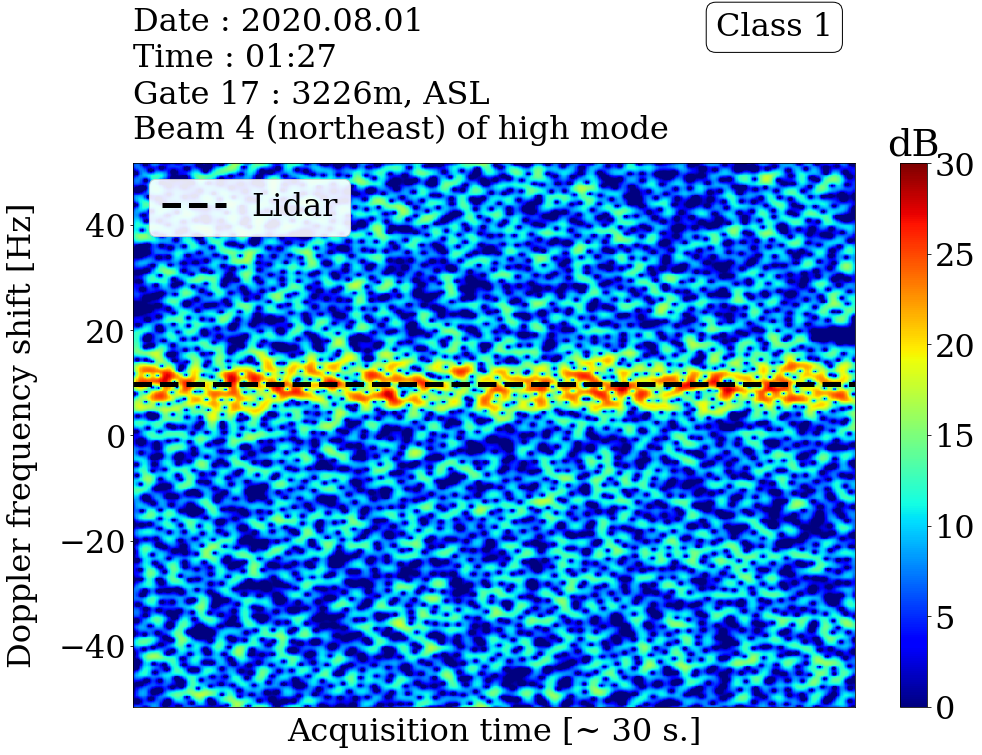 Date : 2020.08.01
Time : 01:27
Gate 17 : 3226m, ASL
Beam 4 (northeast) of high mode
Class 1
dB
Lidar
Doppler frequency shift [Hz]
40
20
0
−20
−40
30
25
20
15
10
5
0
Acquisition time [~ 30 s.]